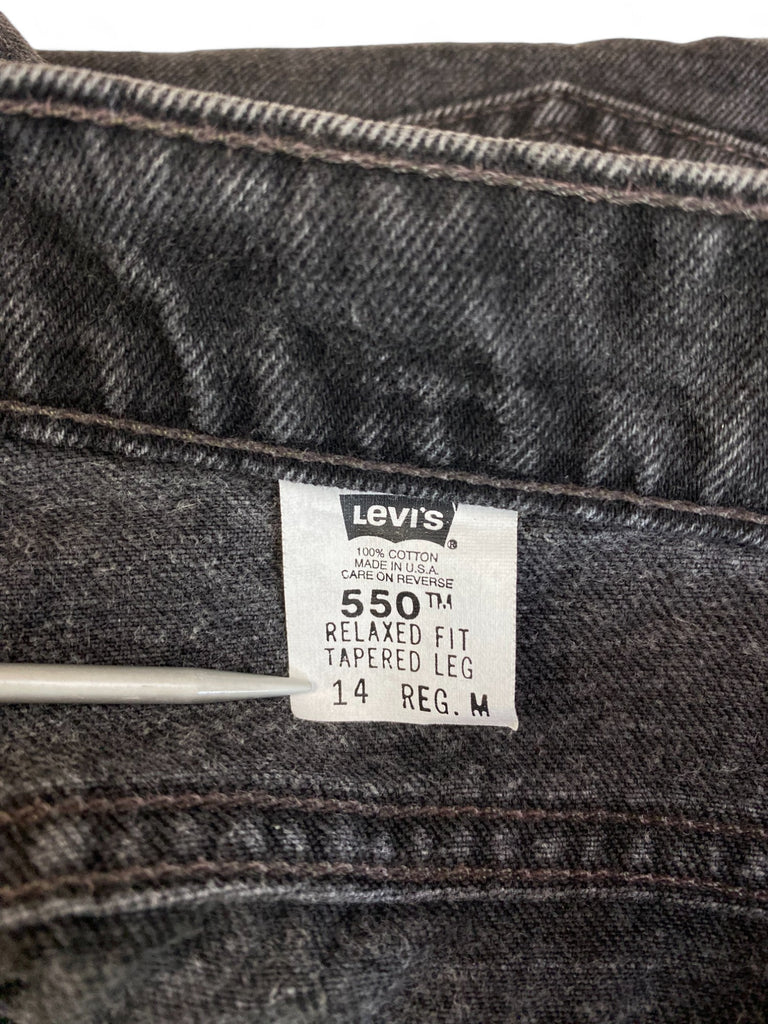 Levi's®
100% COTTON
MADE IN U.S.A.
CARE ON REVERSE
550™
RELAXED FIT
TAPERED LEG
14 REG. M